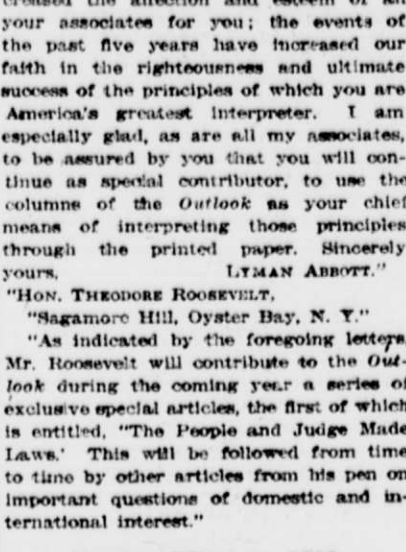 creased the affection and esteem of all
your associates for you; the events of
the past five years have increased our
faith in the righteousness and ultimate
success of the principles of which you are
America's greatest interpreter. I am
especially glad, as are all my associates,
to be assured by you that you will con-
tinue as special contributor, to use the
columns of the Outlook as your chief
means of interpreting those principles
through the printed paper. Sincerely
yours, LYMAN ABBOTT."
"HON. THEODORE ROOSEVELT,
"Sagamore Hill, Oyster Bay, N. Y."
"As indicated by the foregoing letters,
Mr. Roosevelt will contribute to the Out-
look during the coming year a series of
exclusive special articles, the first of which
is entitled, "The People and Judge Made
Laws.' This will be followed from time
to time by other articles from his pen on
important questions of domestic and in-
ternational interest."